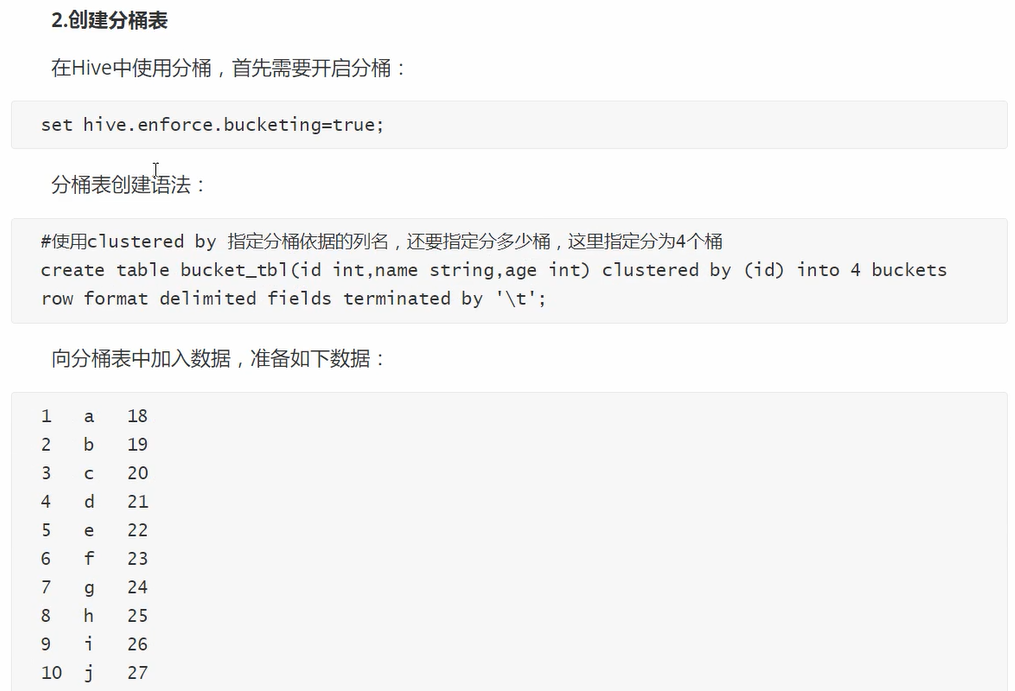 2.创建分桶表
在Hive中使用分桶，首先需要开启分桶：
set hive.enforce.bucketing=true;
分桶表创建语法：
#使用clustered by 指定分桶依据的列名，还要指定分多少桶，这里指定分为4个桶
create table bucket_tbl(id int,name string,age int) clustered by (id) into 4 buckets
row format delimited fields terminated by '\t';
向分桶表中加入数据，准备如下数据：
1 a 18
2 b 19
3 c 20
4 d 21
5 e 22
6 f 23
7 g 24
8 h 25
9 i 26
10 j 27